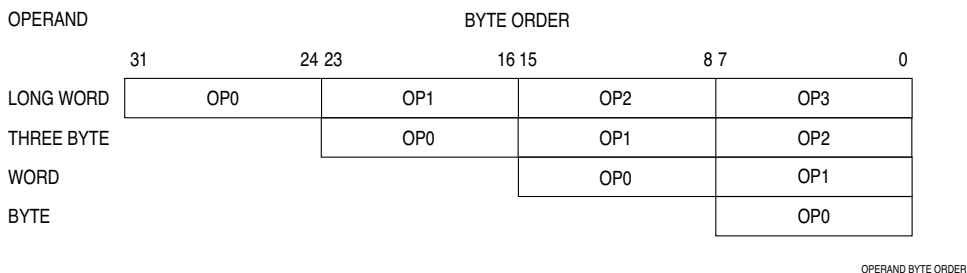 OPERAND BYTE ORDER
31 24 23 16 15 8 7 0
LONG WORD OP0 OP1 OP2 OP3
THREE BYTE OP0 OP1 OP2
WORD OP0 OP1
BYTE OP0
OPERAND BYTE ORDER